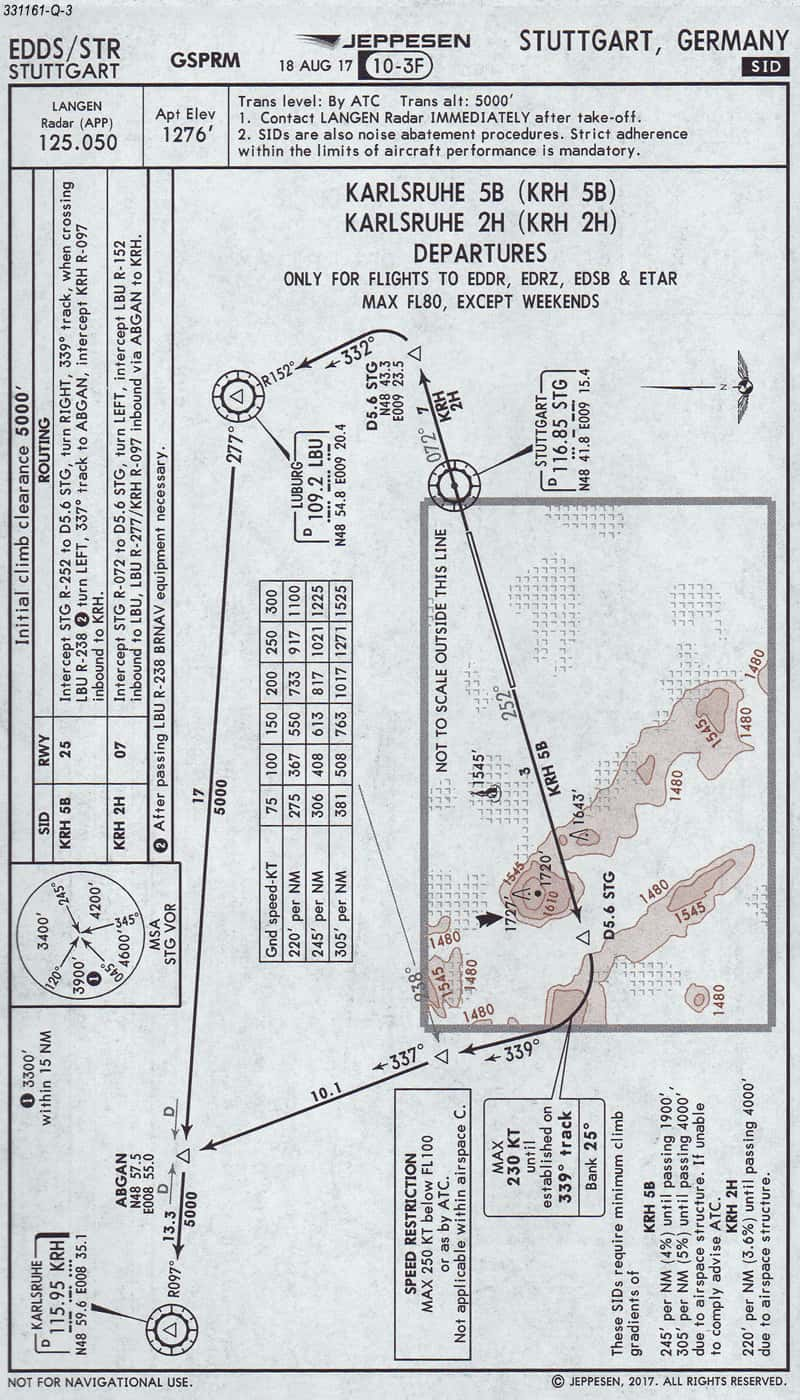 331161-Q-3
EDDS/STR
STUTTGART
GSPRM
JEPPESEN
18 AUG 17 10-3F
STUTTGART, GERMANY
SID
LANGEN
Radar (APP)
125.050
Apt Elev
1276'
Trans level: By ATC Trans alt: 5000'
1. Contact LANGEN Radar IMMEDIATELY after take-off.
2. SIDs are also noise abatement procedures. Strict adherence
within the limits of aircraft performance is mandatory.
KARLSRUHE 5B (KRH 5B)
KARLSRUHE 2H (KRH 2H)
DEPARTURES
ONLY FOR FLIGHTS TO EDDR, EDRZ, EDSB & ETAR
MAX FL80, EXCEPT WEEKENDS
Initial climb clearance 5000'
SID RWY ROUTING
KRH 5B 25 Intercept STG R-252 to D5.6 STG, turn RIGHT, 339° track, when crossing
LBU R-238 ❷ turn LEFT, 337° track to ABGAN, intercept KRH R-097
inbound to KRH.
KRH 2H 07 Intercept STG R-072 to D5.6 STG, turn LEFT, intercept LBU R-152
inbound to LBU, LBU R-277/KRH R-097 inbound via ABGAN to KRH.
❷ After passing LBU R-238 BRNAV equipment necessary.
R152°
332°
D5.6 STG
N48 43.3
E009 23.5
277°
LUBURG
D 109.2 LBU
N48 54.8 E009 20.4
072°
7
KRH
2H
STUTTGART
D 116.85 STG
N48 41.8 E009 15.4
N
NOT TO SCALE OUTSIDE THIS LINE
252°
3
KRH 5B
1545'
1643'
1720'
1727'
1545
1610
1480
1545
1480
1480
1480
1545
1480
1480
1545
1480
1480
D5.6 STG
238°
17
5000
Gnd speed-KT 75 100 150 200 250 300
220' per NM 275 367 550 733 917 1100
245' per NM 306 408 613 817 1021 1225
305' per NM 381 508 763 1017 1271 1525
MSA
STG VOR
3400'
245°
4200'
345°
4600'
045°
3900'
120°
❶
❶ 3300'
within 15 NM
339°
337°
10.1
ABGAN
N48 57.5
E008 55.0
D
D
13.3
5000
R097°
KARLSRUHE
D 115.95 KRH
N48 59.6 E008 35.1
SPEED RESTRICTION
MAX 250 KT below FL100
or as by ATC.
Not applicable within airspace C.
MAX
230 KT
until
established on
339° track
Bank 25°
These SIDs require minimum climb
gradients of
KRH 5B
245' per NM (4%) until passing 1900',
305' per NM (5%) until passing 4000'
due to airspace structure. If unable
to comply advise ATC.
KRH 2H
220' per NM (3.6%) until passing 4000'
due to airspace structure.
NOT FOR NAVIGATIONAL USE.
© JEPPESEN, 2017. ALL RIGHTS RESERVED.